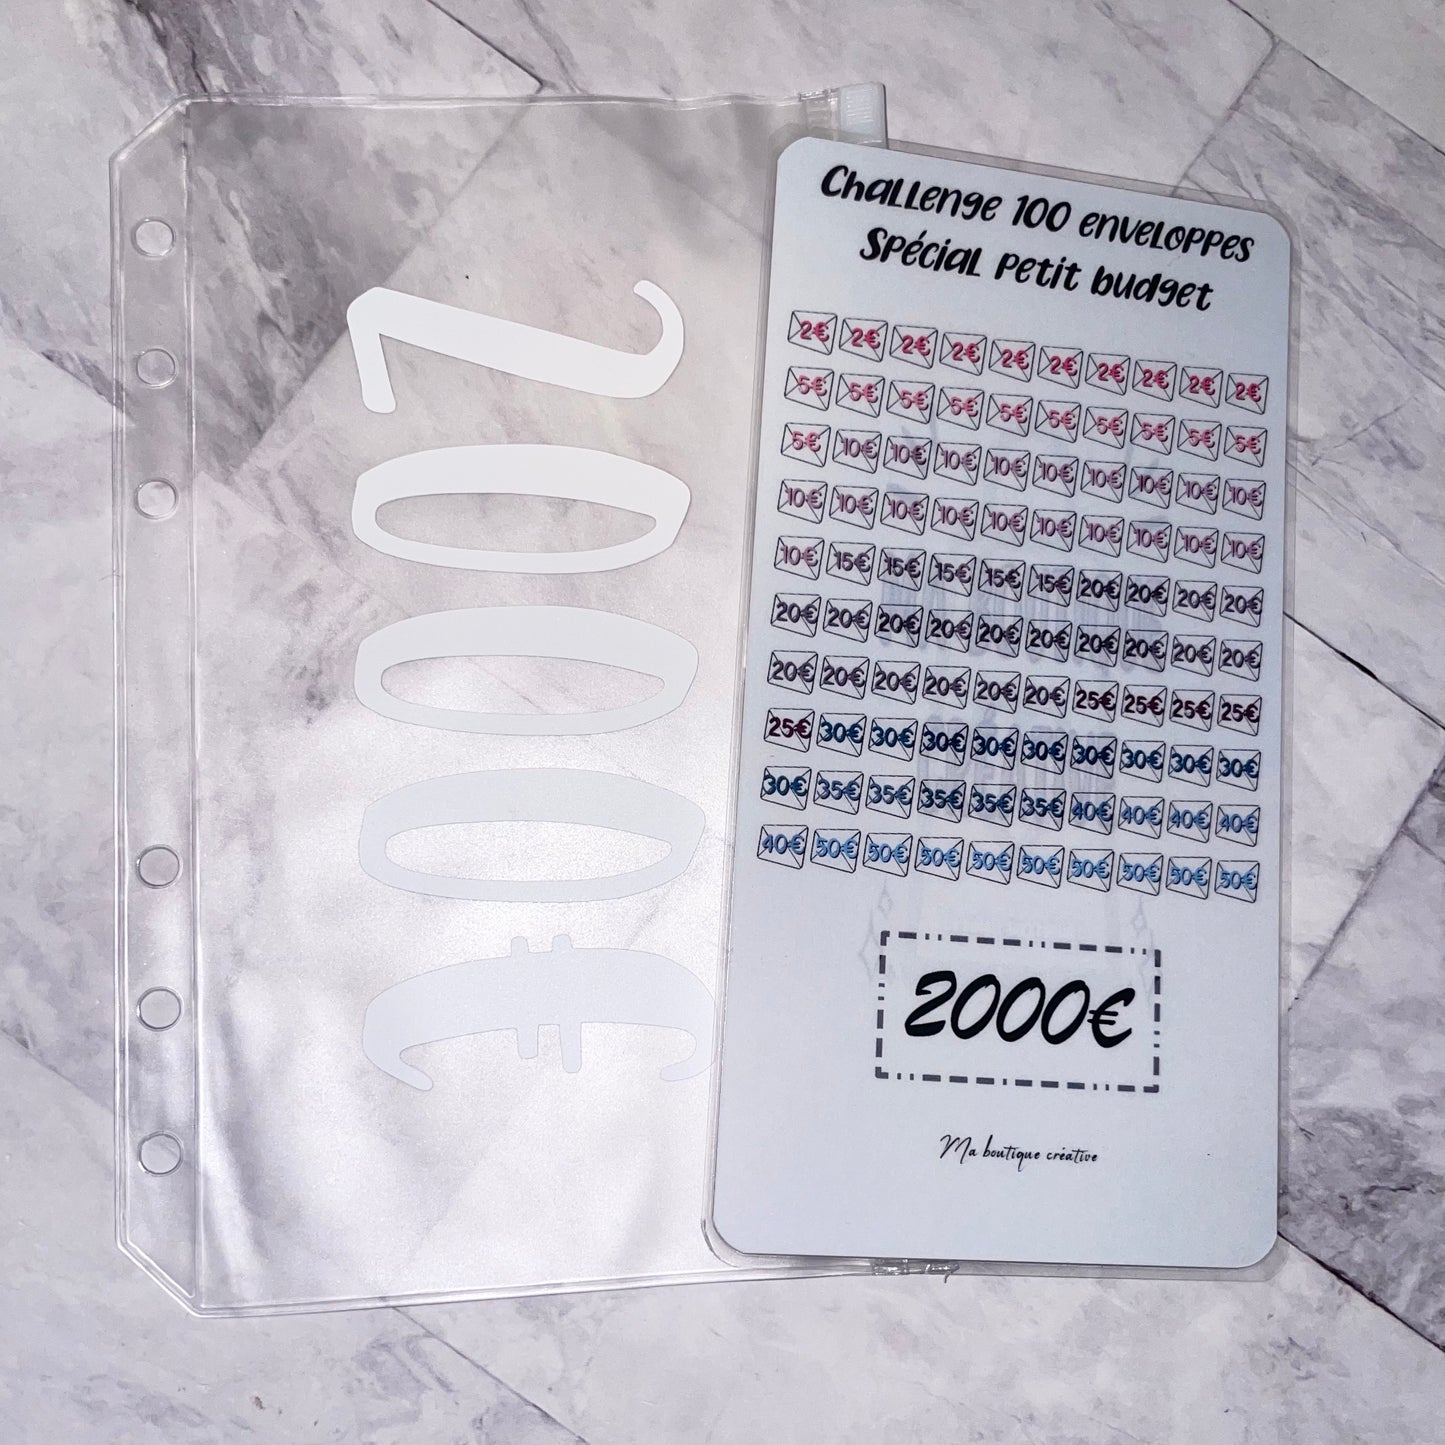 2000€
Challenge 100 enveloppes
Spécial petit budget
2€ 2€ 2€ 2€ 2€ 2€ 2€ 2€ 2€ 2€
5€ 5€ 5€ 5€ 5€ 5€ 5€ 5€ 5€ 5€
5€ 10€ 10€ 10€ 10€ 10€ 10€ 10€ 10€ 10€
10€ 10€ 10€ 10€ 10€ 10€ 10€ 10€ 10€ 10€
10€ 15€ 15€ 15€ 15€ 15€ 20€ 20€ 20€ 20€
20€ 20€ 20€ 20€ 20€ 20€ 20€ 20€ 20€ 20€
20€ 20€ 20€ 20€ 20€ 20€ 25€ 25€ 25€ 25€
25€ 30€ 30€ 30€ 30€ 30€ 30€ 30€ 30€ 30€
30€ 35€ 35€ 35€ 35€ 35€ 40€ 40€ 40€ 40€
40€ 50€ 50€ 50€ 50€ 50€ 50€ 50€ 50€ 50€
2000€
Ma boutique créative